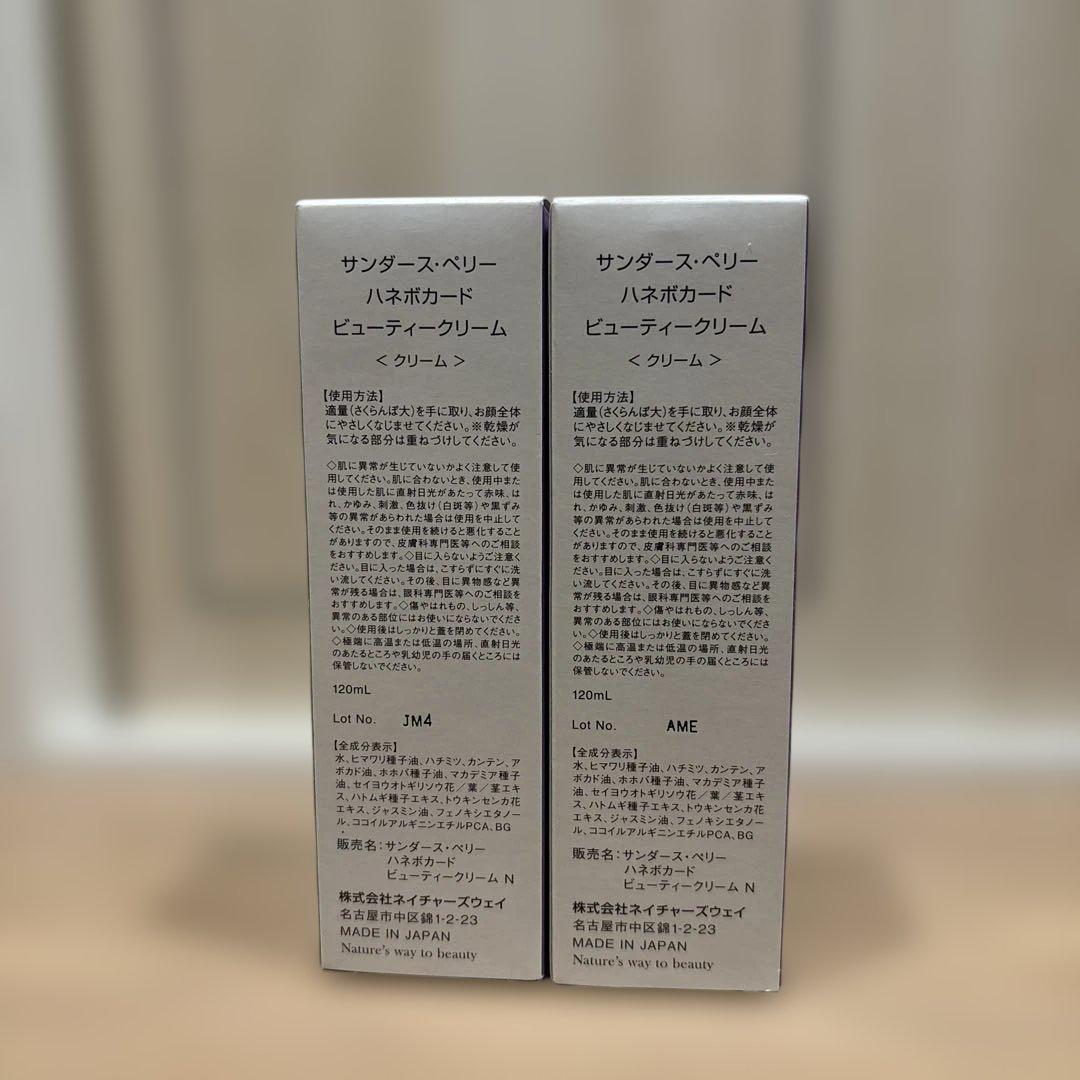 サンダース・ペリー
ハネボカード
ビューティークリーム
＜クリーム＞
【使用方法】
適量（さくらんぼ大）を手に取り、お顔全体
にやさしくなじませてください。※乾燥が
気になる部分は重ねづけしてください。
◇肌に異常が生じていないかよく注意して使
用してください。肌に合わないとき、使用中また
は使用した肌に直射日光があたって赤味、は
れ、かゆみ、刺激、色抜け（白斑等）や黒ずみ
等の異常があらわれた場合は使用を中止して
ください。そのまま使用を続けると悪化すること
がありますので、皮膚科専門医等へのご相談
をおすすめします。◇目に入らないようご注意く
ださい。目に入った場合は、こすらずにすぐに洗
い流してください。その後、目に異物感など異
常が残る場合は、眼科専門医等へのご相談を
おすすめします。◇傷やはれもの、しっしん等、
異常のある部位にはお使いにならないでくださ
い。◇使用後はしっかりと蓋を閉めてください。
◇極端に高温または低温の場所、直射日光
のあたるところや乳幼児の手の届くところには
保管しないでください。
120mL
Lot No. JM4
【全成分表示】
水、ヒマワリ種子油、ハチミツ、カンテン、ア
ボカド油、ホホバ種子油、マカデミア種子
油、セイヨウオトギリソウ花／葉／茎エキ
ス、ハトムギ種子エキス、トウキンセンカ花
エキス、ジャスミン油、フェノキシエタノー
ル、ココイルアルギニンエチルPCA、BG
販売名：サンダース・ペリー
ハネボカード
ビューティークリーム N
株式会社ネイチャーズウェイ
名古屋市中区錦1-2-23
MADE IN JAPAN
Nature's way to beauty
サンダース・ペリー
ハネボカード
ビューティークリーム
＜クリーム＞
【使用方法】
適量（さくらんぼ大）を手に取り、お顔全体
にやさしくなじませてください。※乾燥が
気になる部分は重ねづけしてください。
◇肌に異常が生じていないかよく注意して使
用してください。肌に合わないとき、使用中また
は使用した肌に直射日光があたって赤味、は
れ、かゆみ、刺激、色抜け（白斑等）や黒ずみ
等の異常があらわれた場合は使用を中止して
ください。そのまま使用を続けると悪化すること
がありますので、皮膚科専門医等へのご相談
をおすすめします。◇目に入らないようご注意く
ださい。目に入った場合は、こすらずにすぐに洗
い流してください。その後、目に異物感など異
常が残る場合は、眼科専門医等へのご相談を
おすすめします。◇傷やはれもの、しっしん等、
異常のある部位にはお使いにならないでくださ
い。◇使用後はしっかりと蓋を閉めてください。
◇極端に高温または低温の場所、直射日光
のあたるところや乳幼児の手の届くところには
保管しないでください。
120mL
Lot No. AME
【全成分表示】
水、ヒマワリ種子油、ハチミツ、カンテン、ア
ボカド油、ホホバ種子油、マカデミア種子
油、セイヨウオトギリソウ花／葉／茎エキ
ス、ハトムギ種子エキス、トウキンセンカ花
エキス、ジャスミン油、フェノキシエタノー
ル、ココイルアルギニンエチルPCA、BG
販売名：サンダース・ペリー
ハネボカード
ビューティークリーム N
株式会社ネイチャーズウェイ
名古屋市中区錦1-2-23
MADE IN JAPAN
Nature's way to beauty